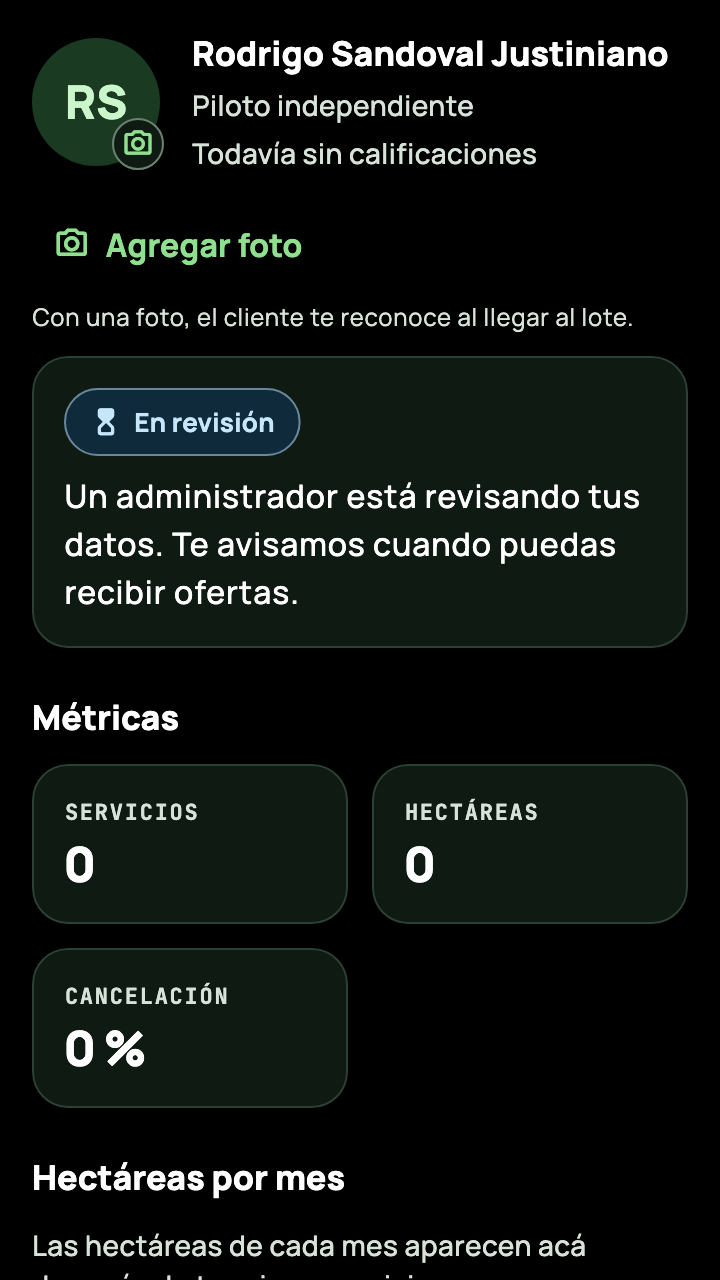 RS
Rodrigo Sandoval Justiniano
Piloto independiente
Todavía sin calificaciones
Agregar foto
Con una foto, el cliente te reconoce al llegar al lote.
En revisión
Un administrador está revisando tus
datos. Te avisamos cuando puedas
recibir ofertas.
Métricas
SERVICIOS
0
HECTÁREAS
0
CANCELACIÓN
0 %
Hectáreas por mes
Las hectáreas de cada mes aparecen acá